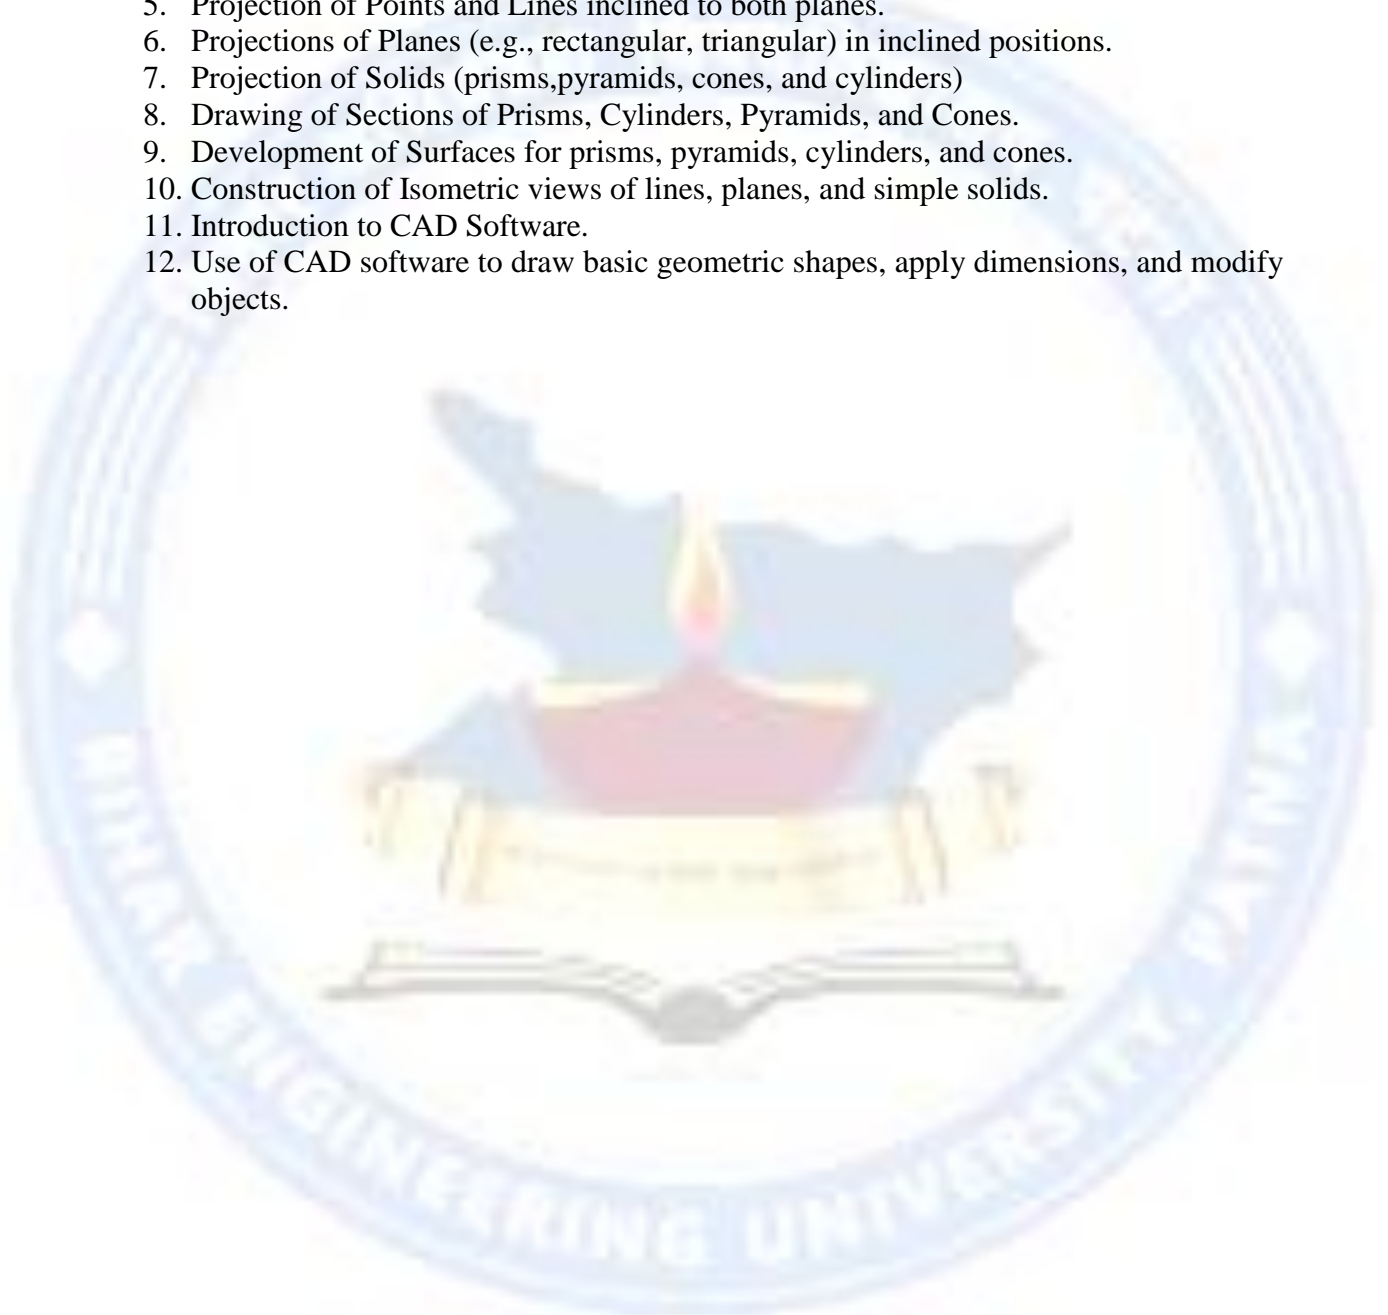 5. Projection of Points and Lines inclined to both planes.
6. Projections of Planes (e.g., rectangular, triangular) in inclined positions.
7. Projection of Solids (prisms,pyramids, cones, and cylinders)
8. Drawing of Sections of Prisms, Cylinders, Pyramids, and Cones.
9. Development of Surfaces for prisms, pyramids, cylinders, and cones.
10. Construction of Isometric views of lines, planes, and simple solids.
11. Introduction to CAD Software.
12. Use of CAD software to draw basic geometric shapes, apply dimensions, and modify
objects.
BIHAR ENGINEERING UNIVERSITY, PATNA